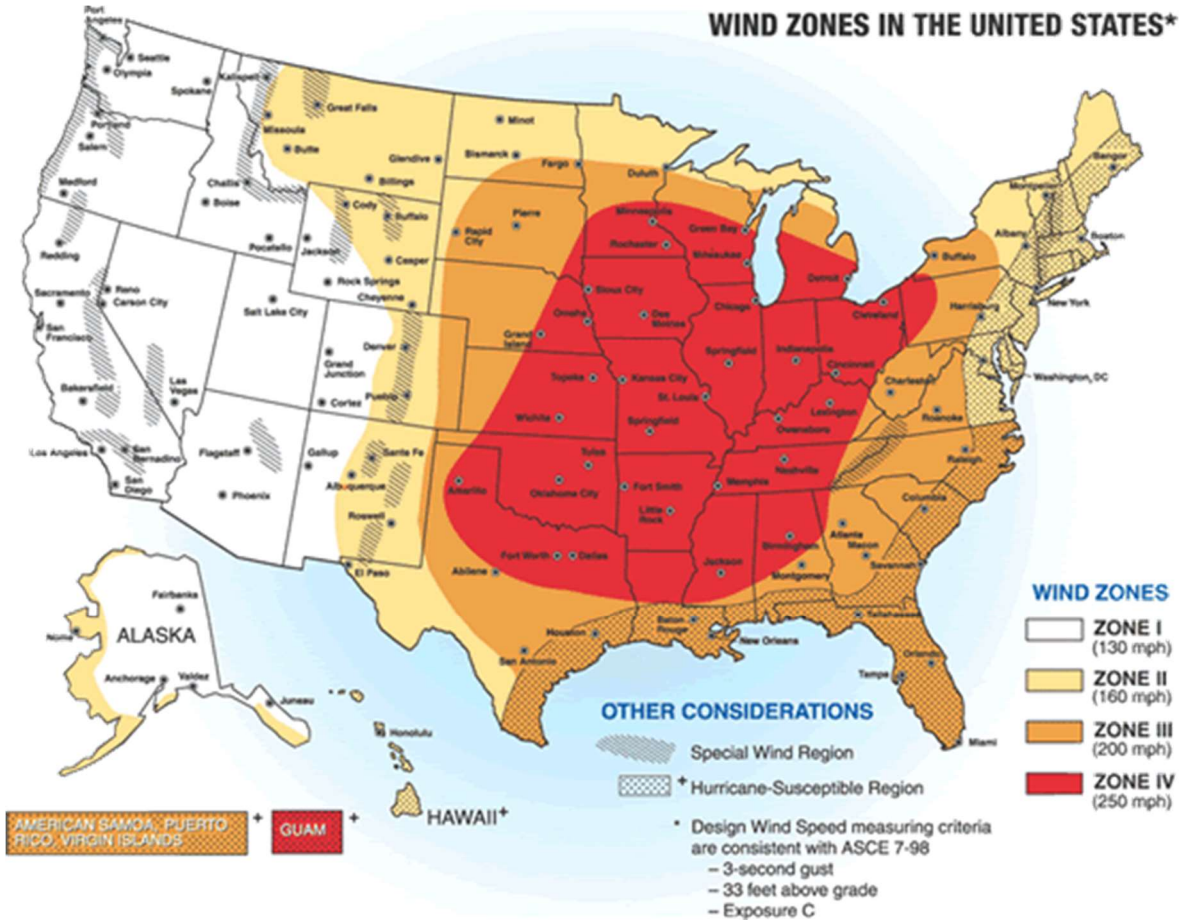 WIND ZONES IN THE UNITED STATES*
Port
Angeles
Seattle
Olympia
Spokane
Kalispell
Great Falls
Portland
Salem
Missoula
Butte
Glendive
Billings
Minot
Bismarck
Fargo
Duluth
Bangor
Montpelier
Medford
Challis
Boise
Cody
Buffalo
Rapid
City
Pierre
Minneapolis
Rochester
Green Bay
Milwaukee
Albany
Boston
Buffalo
Redding
Pocatello
Jackson
Casper
Detroit
Sacramento
Reno
Carson City
Rock Springs
Cheyenne
Sioux City
Chicago
Cleveland
Harrisburg
New York
San
Francisco
Salt Lake City
Omaha
Des
Moines
Grand
Island
Denver
Grand
Junction
Springfield
Indianapolis
Cincinnati
Washington, DC
Bakersfield
Las
Vegas
Cortez
Pueblo
Topeka
Kansas City
St. Louis
Charleston
Lexington
Roanoke
Wichita
Springfield
Owensboro
Los Angeles
San
Bernadino
San
Diego
Flagstaff
Gallup
Santa Fe
Albuquerque
Tulsa
Nashville
Raleigh
Phoenix
Roswell
Amarillo
Oklahoma City
Fort Smith
Little
Rock
Memphis
Columbia
Atlanta
Macon
Savannah
Birmingham
El Paso
Abilene
Fort Worth
Dallas
Jackson
Montgomery
Houston
Baton
Rouge
New Orleans
Tallahassee
San Antonio
Orlando
Tampa
Miami
Fairbanks
Nome
ALASKA
Anchorage
Valdez
Juneau
Honolulu
HAWAII+
AMERICAN SAMOA, PUERTO
RICO, VIRGIN ISLANDS
+
GUAM
+
OTHER CONSIDERATIONS
Special Wind Region
+ Hurricane-Susceptible Region
* Design Wind Speed measuring criteria
are consistent with ASCE 7-98
– 3-second gust
– 33 feet above grade
– Exposure C
WIND ZONES
ZONE I
(130 mph)
ZONE II
(160 mph)
ZONE III
(200 mph)
ZONE IV
(250 mph)